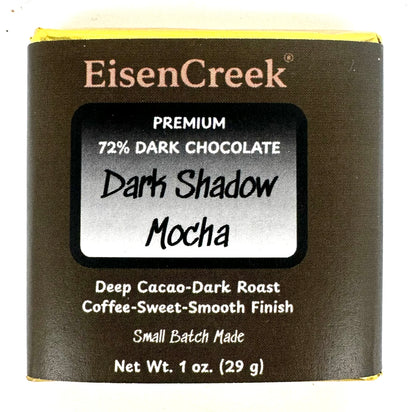 EisenCreek®
PREMIUM
72% DARK CHOCOLATE
Dark Shadow
Mocha
Deep Cacao-Dark Roast
Coffee-Sweet-Smooth Finish
Small Batch Made
Net Wt. 1 oz. (29 g)